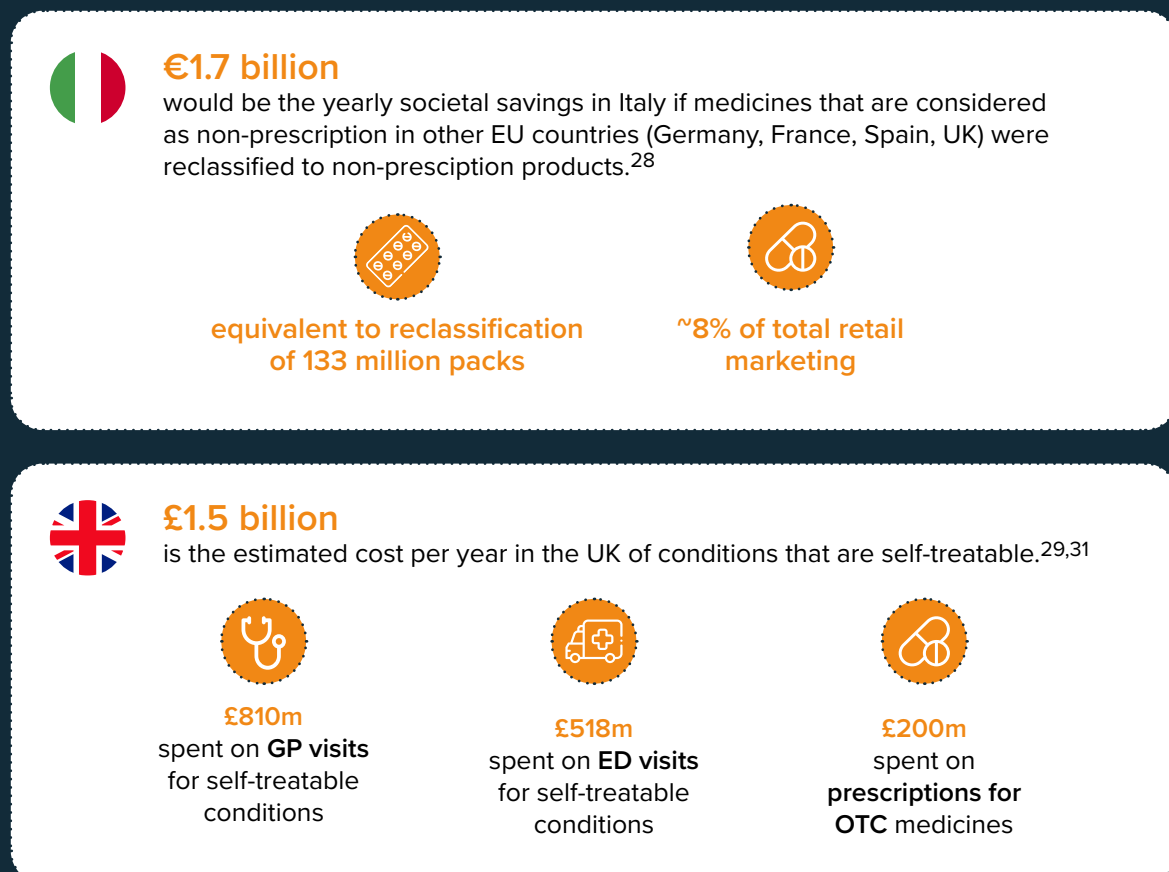 €1.7 billion
would be the yearly societal savings in Italy if medicines that are considered
as non-prescription in other EU countries (Germany, France, Spain, UK) were
reclassified to non-presciption products.28
equivalent to reclassification
of 133 million packs
~8% of total retail
marketing
£1.5 billion
is the estimated cost per year in the UK of conditions that are self-treatable.29,31
£810m
spent on GP visits
for self-treatable
conditions
£518m
spent on ED visits
for self-treatable
conditions
£200m
spent on
prescriptions for
OTC medicines